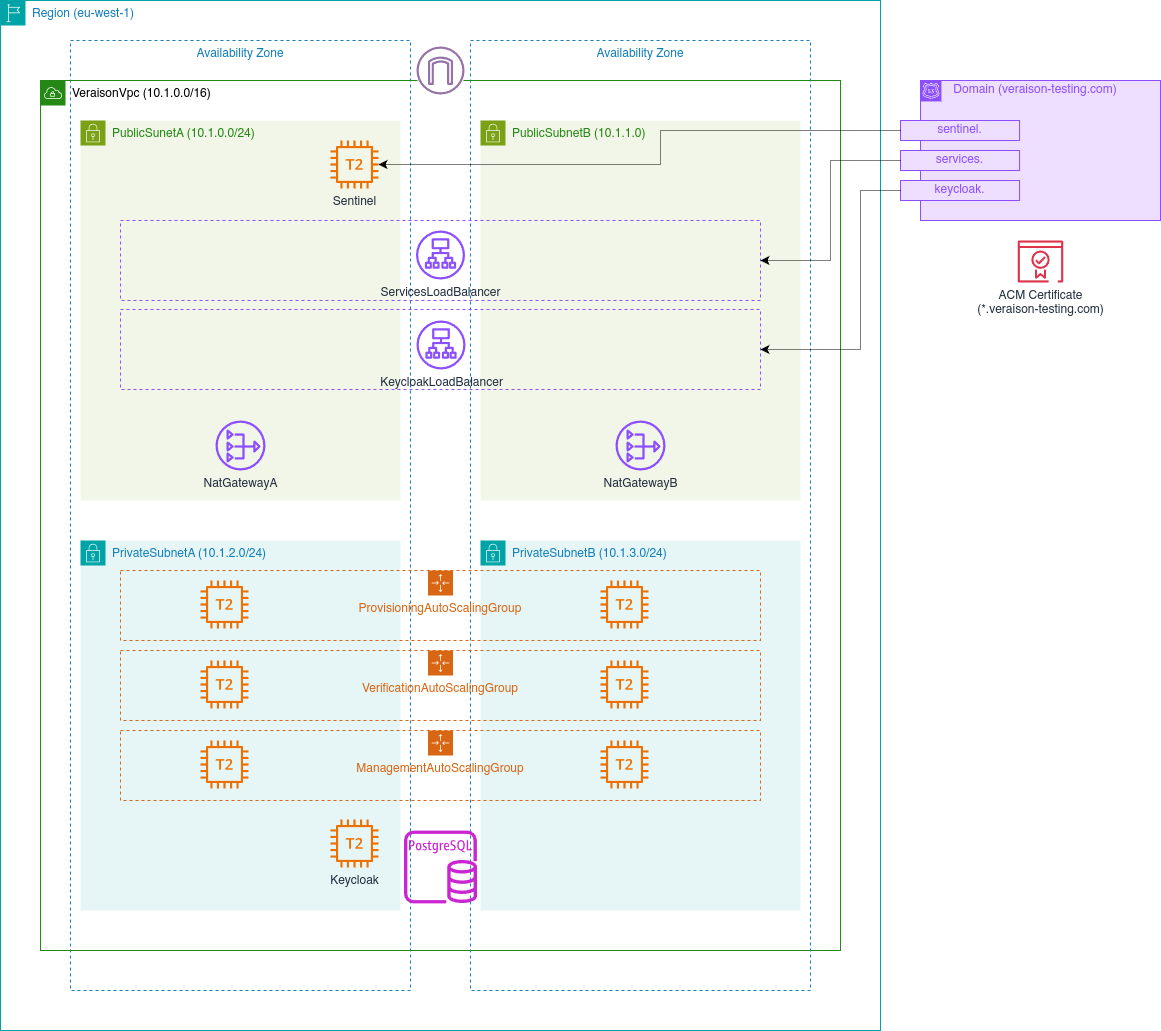 Region (eu-west-1)
Availability Zone
Availability Zone
VeraisonVpc (10.1.0.0/16)
Domain (veraison-testing.com)
sentinel.
services.
keycloak.
PublicSunetA (10.1.0.0/24)
PublicSubnetB (10.1.1.0)
T2
Sentinel
ServicesLoadBalancer
ACM Certificate
(*.veraison-testing.com)
KeycloakLoadBalancer
NatGatewayA
NatGatewayB
PrivateSubnetA (10.1.2.0/24)
PrivateSubnetB (10.1.3.0/24)
T2
ProvisioningAutoScalingGroup
T2
T2
VerificationAutoScalingGroup
T2
T2
ManagementAutoScalingGroup
T2
T2
Keycloak
PostgreSQL